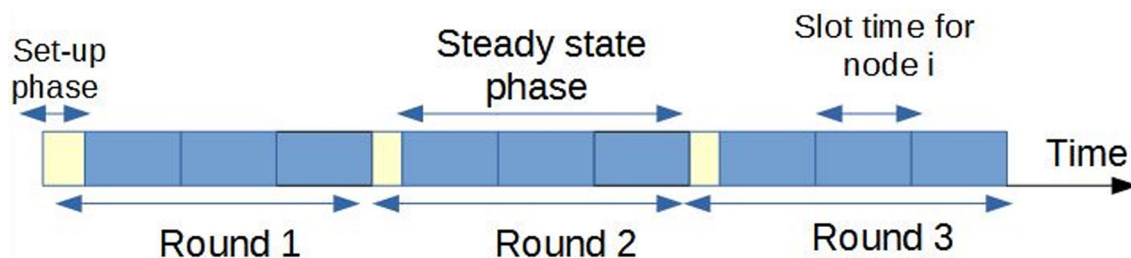 Set-up
phase
Steady state
phase
Slot time for
node i
Time
Round 1
Round 2
Round 3